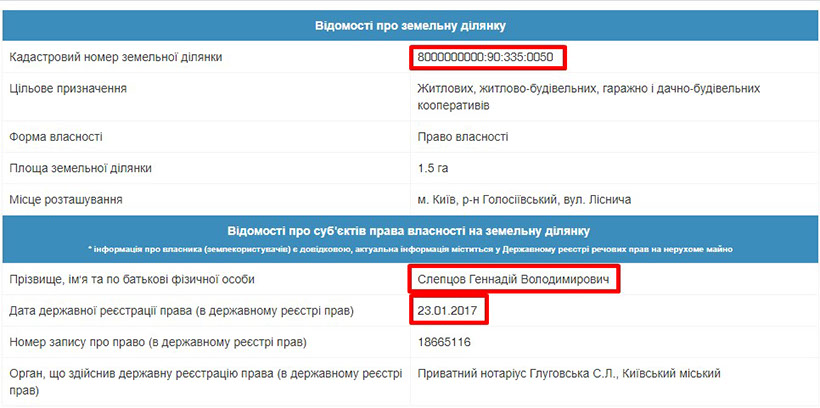 Відомості про земельну ділянку
Кадастровий номер земельної ділянки 8000000000:90:335:0050
Цільове призначення Житлових, житлово-будівельних, гаражно і дачно-будівельних
кооперативів
Форма власності Право власності
Площа земельної ділянки 1.5 га
Місце розташування м. Київ, р-н Голосіївський, вул. Ліснича
Відомості про суб'єктів права власності на земельну ділянку
* інформація про власника (землекористувачів) є довідковою, актуальна інформація міститься у Державному реєстрі речових прав на нерухоме майно
Прізвище, ім'я та по батькові фізичної особи Слепцов Геннадій Володимирович
Дата державної реєстрації права (в державному реєстрі прав) 23.01.2017
Номер запису про право (в державному реєстрі прав) 18665116
Орган, що здійснив державну реєстрацію права (в державному реєстрі Приватний нотаріус Глуговська С.Л., Київський міський
прав)